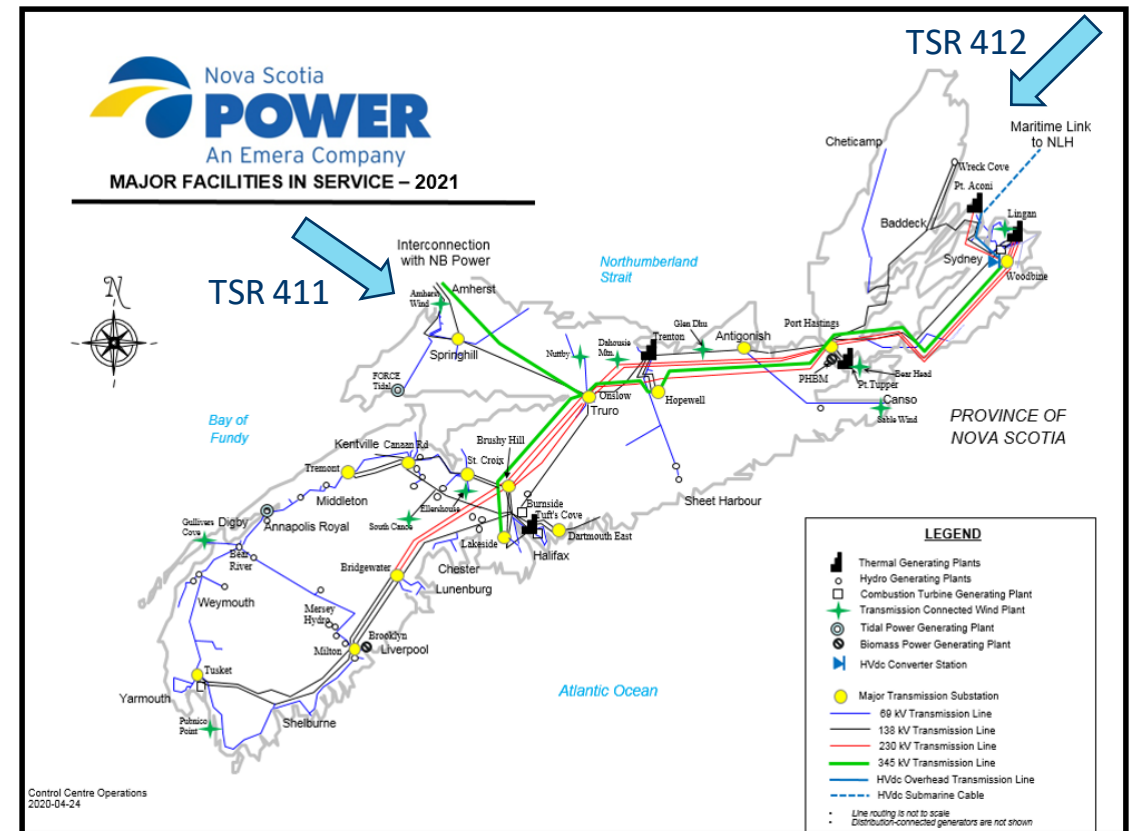 Nova Scotia
POWER
An Emera Company
MAJOR FACILITIES IN SERVICE – 2021
TSR 412
Maritime Link
to NLH
TSR 411
Interconnection
with NB Power
Northumberland
Strait
N
Cheticamp
Wreck Cove
Pt. Aconi
Lingan
Baddeck
Sydney
Woodbine
Amherst
Wind
Amherst
Springhill
FORCE
Tidal
Nuttby
Dahousie
Mtn.
Trenton
Glen Dhu
Antigonish
Port Hastings
PHBM
Pt.Tupper
Bear Head
Canso
Sable Wind
Onslow
Truro
Hopewell
PROVINCE OF
NOVA SCOTIA
Bay of
Fundy
Kentville
Canaan Rd
St. Croix
Brushy Hill
Tremont
Middleton
Ellershouse
Burnside
Tuft's Cove
Sheet Harbour
Gullivers
Cove
Digby
Annapolis Royal
South Canoe
Lakeside
Halifax
Dartmouth East
Bear
River
Bridgewater
Chester
Lunenburg
Weymouth
Mersey
Hydro
Brooklyn
Milton
Liverpool
Tusket
Yarmouth
Shelburne
Pubnico
Point
Atlantic Ocean
LEGEND
Thermal Generating Plants
Hydro Generating Plants
Combustion Turbine Generating Plant
Transmission Connected Wind Plant
Tidal Power Generating Plant
Biomass Power Generating Plant
HVdc Converter Station
Major Transmission Substation
69 kV Transmission Line
138 kV Transmission Line
230 kV Transmission Line
345 kV Transmission Line
HVdc Overhead Transmission Line
HVdc Submarine Cable
• Line routing is not to scale
• Distribution-connected generators are not shown
Control Centre Operations
2020-04-24